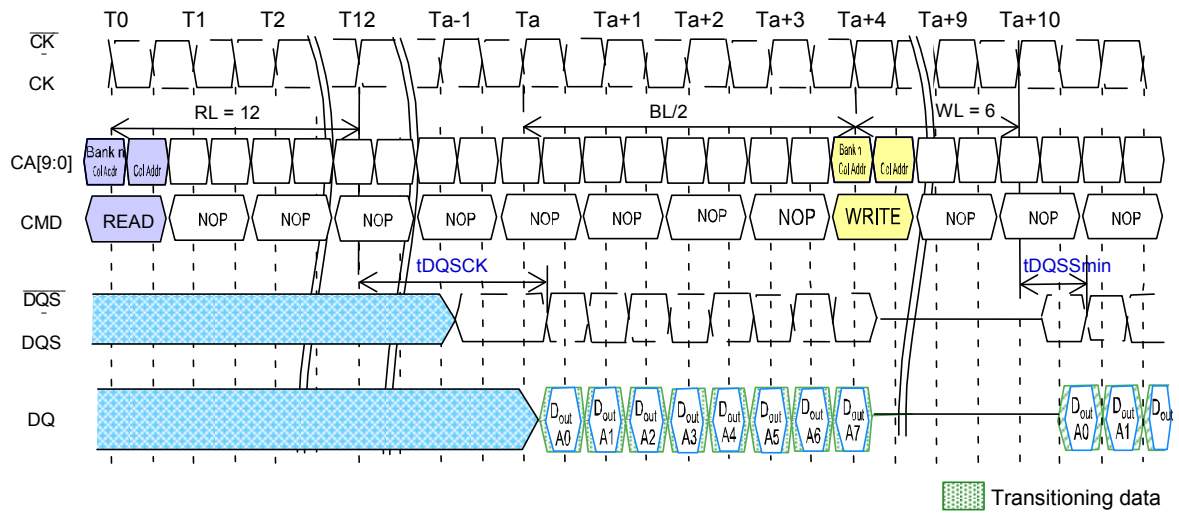 T0 T1 T2 T12 Ta-1 Ta Ta+1 Ta+2 Ta+3 Ta+4 Ta+9 Ta+10
CK
CK
RL = 12 BL/2 WL = 6
CA[9:0] Bank n Col Addr Col Addr Bank n Col Addr Col Addr
CMD READ NOP NOP NOP NOP NOP NOP NOP NOP WRITE NOP NOP NOP
tDQSCK tDQSSmin
DQS
DQS
DQ Dout A0 Dout A1 Dout A2 Dout A3 Dout A4 Dout A5 Dout A6 Dout A7 Dout A0 Dout A1 Dout
Transitioning data